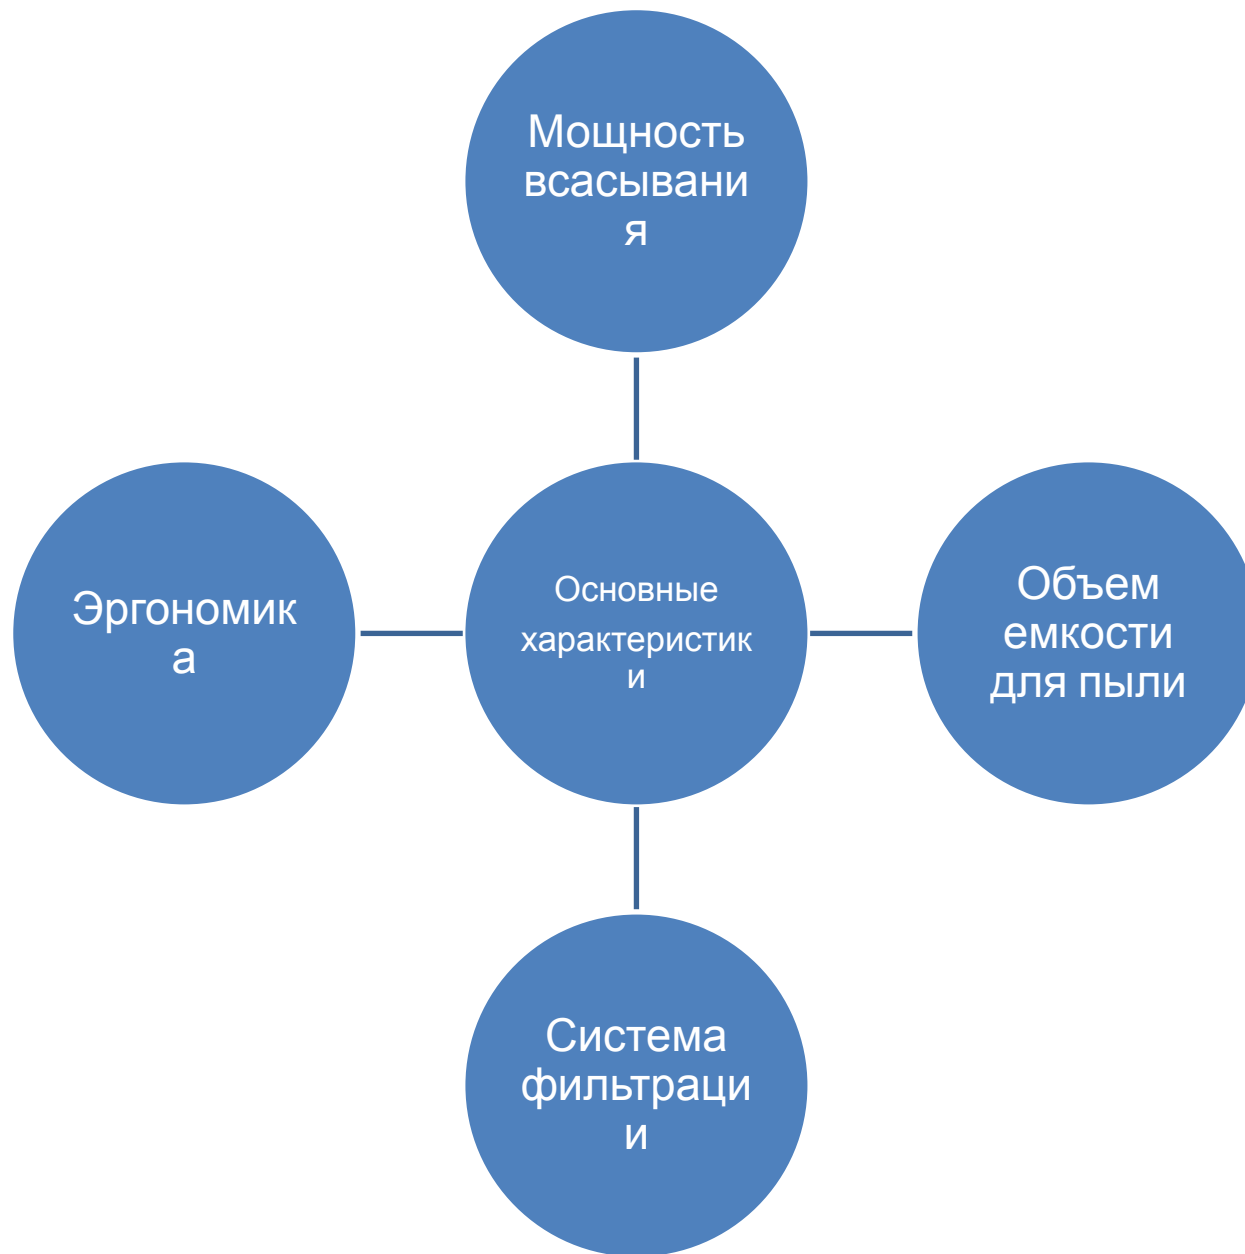 Мощность
всасывани
я
Эргономик
а
Основные
характеристик
и
Объем
емкости
для пыли
Система
фильтраци
и